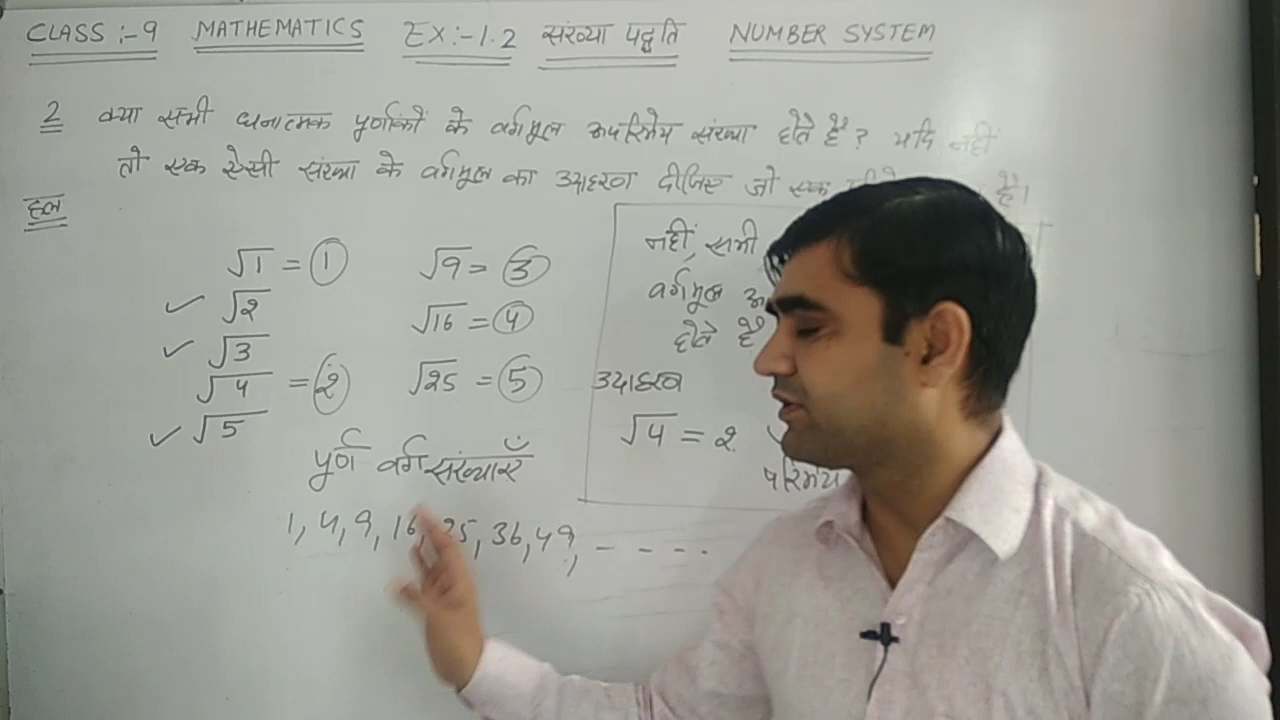 CLASS :- 9 MATHEMATICS EX:- 1.2 संख्या पद्धति NUMBER SYSTEM
2 क्या सभी धनात्मक पूर्णांकों के वर्गमूल अपरिमेय संख्या होते हैं? यदि नहीं
तो एक ऐसी संख्या के वर्गमूल का उदाहरण दीजिए जो एक है।
हल
√1 = 1
√2
√3
√4 = 2
√5
√9 = 3
√16 = 4
√25 = 5
पूर्ण वर्ग संख्याएँ
1, 4, 9, 16, 25, 36, 49, - - - -
नहीं, सभी
वर्गमूल
होते है
उदाहरण
√4 = 2
परिमेय